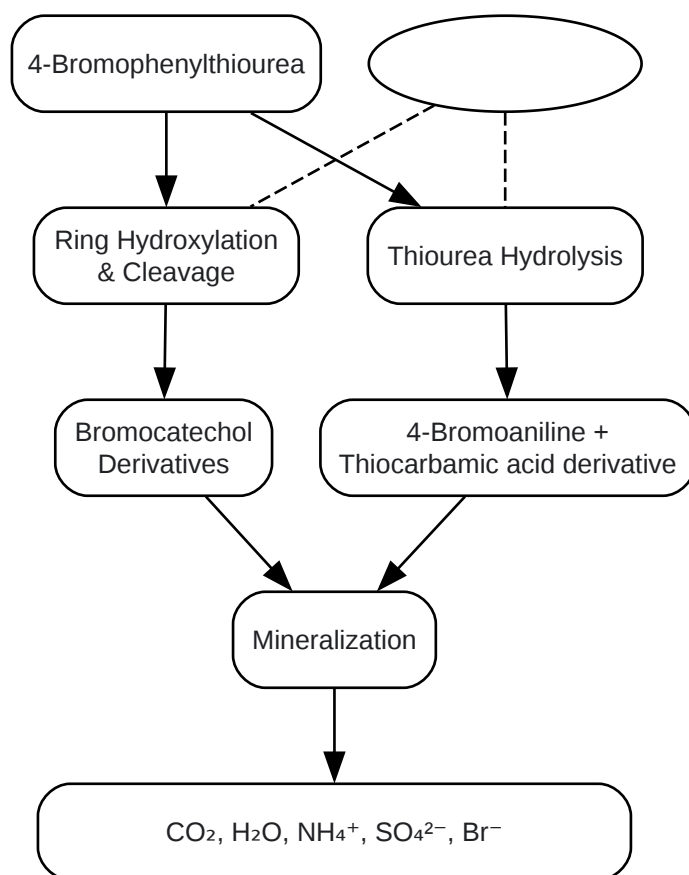 4-Bromophenylthiourea
Ring Hydroxylation
& Cleavage
Thiourea Hydrolysis
Bromocatechol
Derivatives
4-Bromoaniline +
Thiocarbamic acid derivative
Mineralization
CO₂, H₂O, NH₄⁺, SO₄²⁻, Br⁻